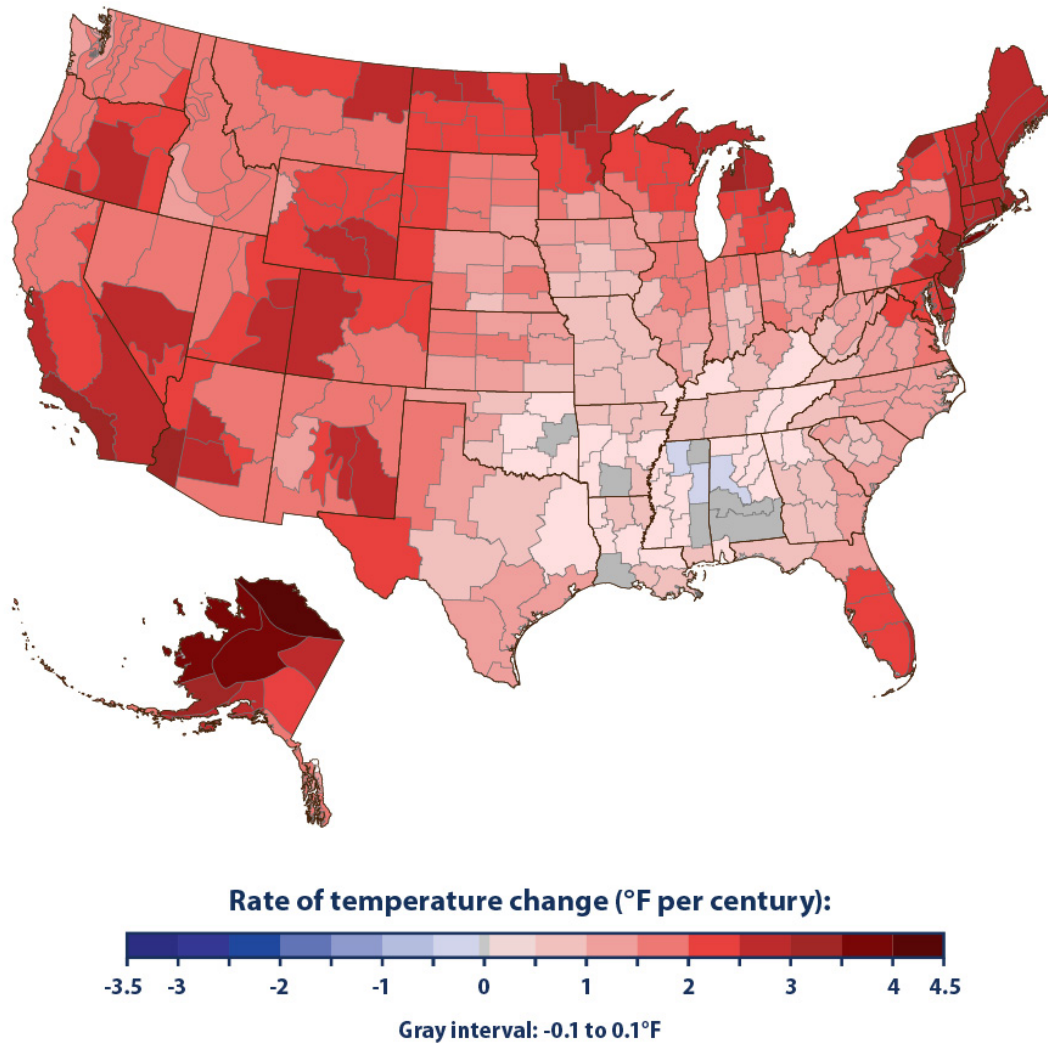 Rate of temperature change (°F per century):
-3.5 -3 -2 -1 0 1 2 3 4 4.5
Gray interval: -0.1 to 0.1°F